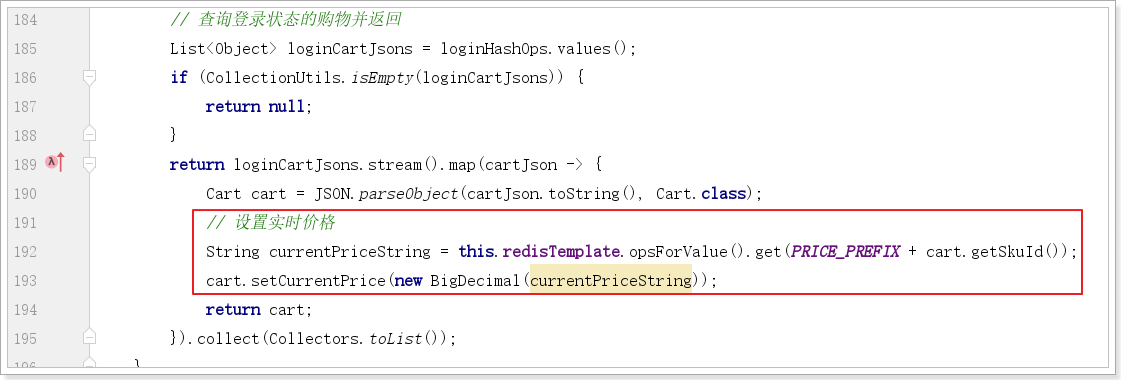 184 // 查询登录状态的购物并返回
185 List<Object> loginCartJsons = loginHashOps.values();
186 if (CollectionUtils.isEmpty(loginCartJsons)) {
187 return null;
188 }
189 return loginCartJsons.stream().map(cartJson -> {
190 Cart cart = JSON.parseObject(cartJson.toString(), Cart.class);
191 // 设置实时价格
192 String currentPriceString = this.redisTemplate.opsForValue().get(PRICE_PREFIX + cart.getSkuId());
193 cart.setCurrentPrice(new BigDecimal(currentPriceString));
194 return cart;
195 }).collect(Collectors.toList());
196 }